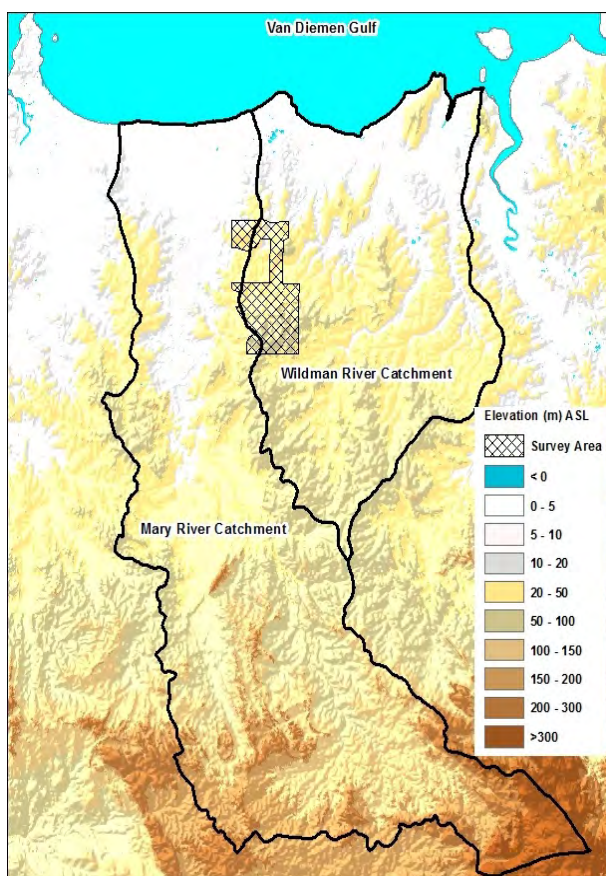 Van Diemen Gulf
Wildman River Catchment
Mary River Catchment
Elevation (m) ASL
Survey Area
< 0
0 - 5
5 - 10
10 - 20
20 - 50
50 - 100
100 - 150
150 - 200
200 - 300
>300